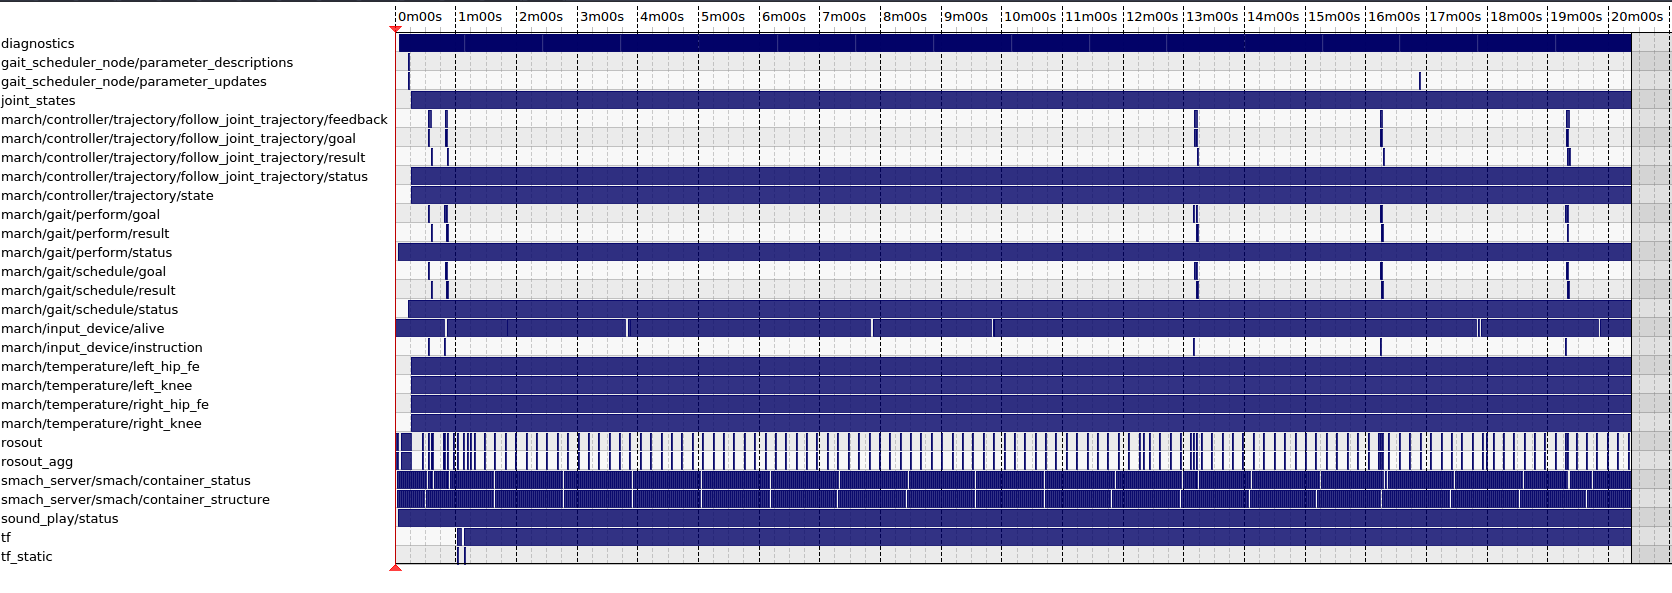 0m00s 1m00s 2m00s 3m00s 4m00s 5m00s 6m00s 7m00s 8m00s 9m00s 10m00s 11m00s 12m00s 13m00s 14m00s 15m00s 16m00s 17m00s 18m00s 19m00s 20m00s
diagnostics
gait_scheduler_node/parameter_descriptions
gait_scheduler_node/parameter_updates
joint_states
march/controller/trajectory/follow_joint_trajectory/feedback
march/controller/trajectory/follow_joint_trajectory/goal
march/controller/trajectory/follow_joint_trajectory/result
march/controller/trajectory/follow_joint_trajectory/status
march/controller/trajectory/state
march/gait/perform/goal
march/gait/perform/result
march/gait/perform/status
march/gait/schedule/goal
march/gait/schedule/result
march/gait/schedule/status
march/input_device/alive
march/input_device/instruction
march/temperature/left_hip_fe
march/temperature/left_knee
march/temperature/right_hip_fe
march/temperature/right_knee
rosout
rosout_agg
smach_server/smach/container_status
smach_server/smach/container_structure
sound_play/status
tf
tf_static